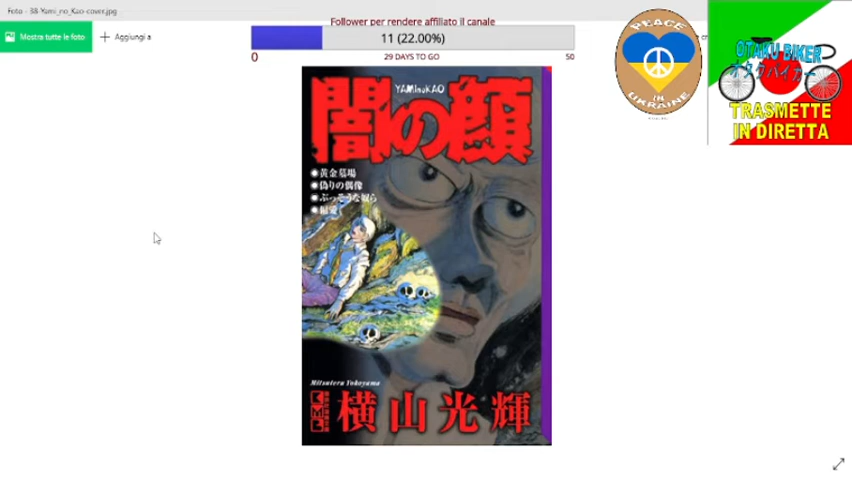 Foto - 38-Yami_no_Kao-cover.jpg
Mostra tutte le foto
Aggiungi a
Follower per rendere affiliato il canale
11 (22.00%)
0
29 DAYS TO GO
50
PEACE
IN
UKRAINE
OTAKU BIKER
オタクバイカー
TRASMETTE
IN DIRETTA
YAMInoKAO
闇の顔
◉黄金墓場
◉偽りの偶像
◉ぶっそうな奴ら
Mitsuteru Yokoyama
KMC
横山光輝